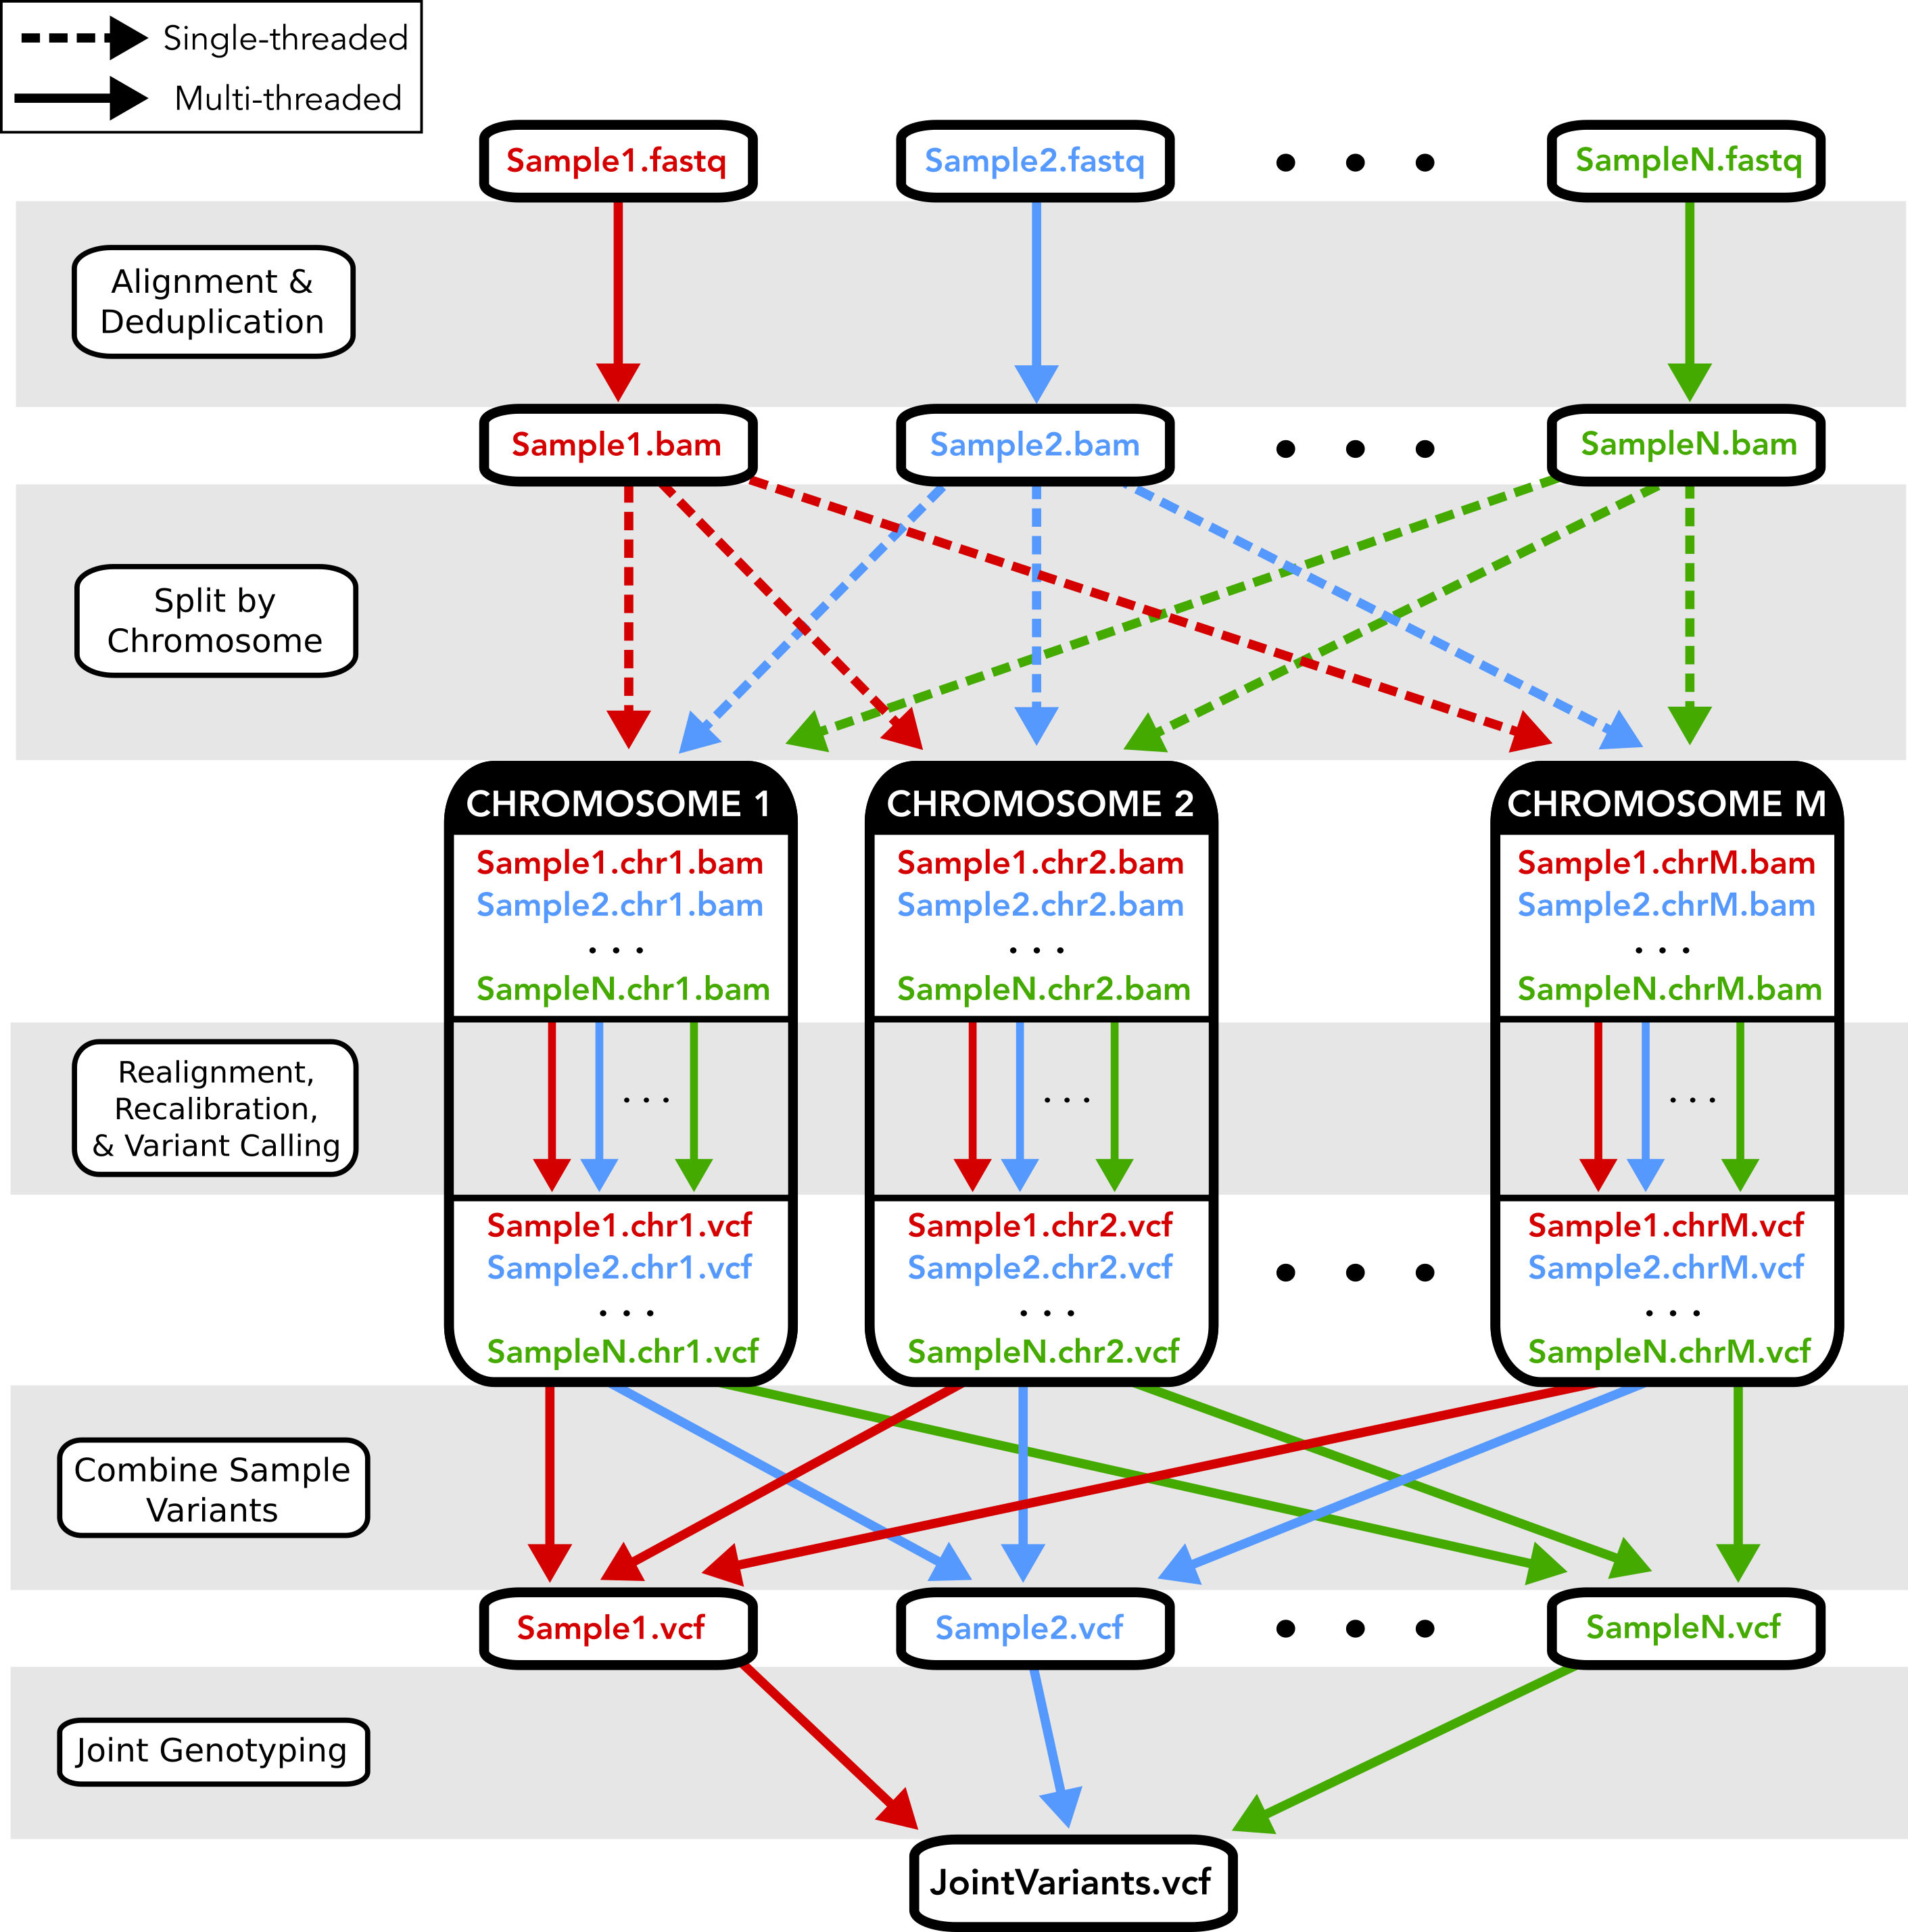 Single-threaded
Multi-threaded
Sample1.fastq
Sample2.fastq
• • •
SampleN.fastq
Alignment &
Deduplication
Sample1.bam
Sample2.bam
• • •
SampleN.bam
Split by
Chromosome
CHROMOSOME 1
Sample1.chr1.bam
Sample2.chr1.bam
. . .
SampleN.chr1.bam
CHROMOSOME 2
Sample1.chr2.bam
Sample2.chr2.bam
. . .
SampleN.chr2.bam
CHROMOSOME M
Sample1.chrM.bam
Sample2.chrM.bam
. . .
SampleN.chrM.bam
Realignment,
Recalibration,
& Variant Calling
. . .
. . .
. . .
Sample1.chr1.vcf
Sample2.chr1.vcf
. . .
SampleN.chr1.vcf
Sample1.chr2.vcf
Sample2.chr2.vcf
. . .
SampleN.chr2.vcf
• • •
Sample1.chrM.vcf
Sample2.chrM.vcf
. . .
SampleN.chrM.vcf
Combine Sample
Variants
Sample1.vcf
Sample2.vcf
• • •
SampleN.vcf
Joint Genotyping
JointVariants.vcf